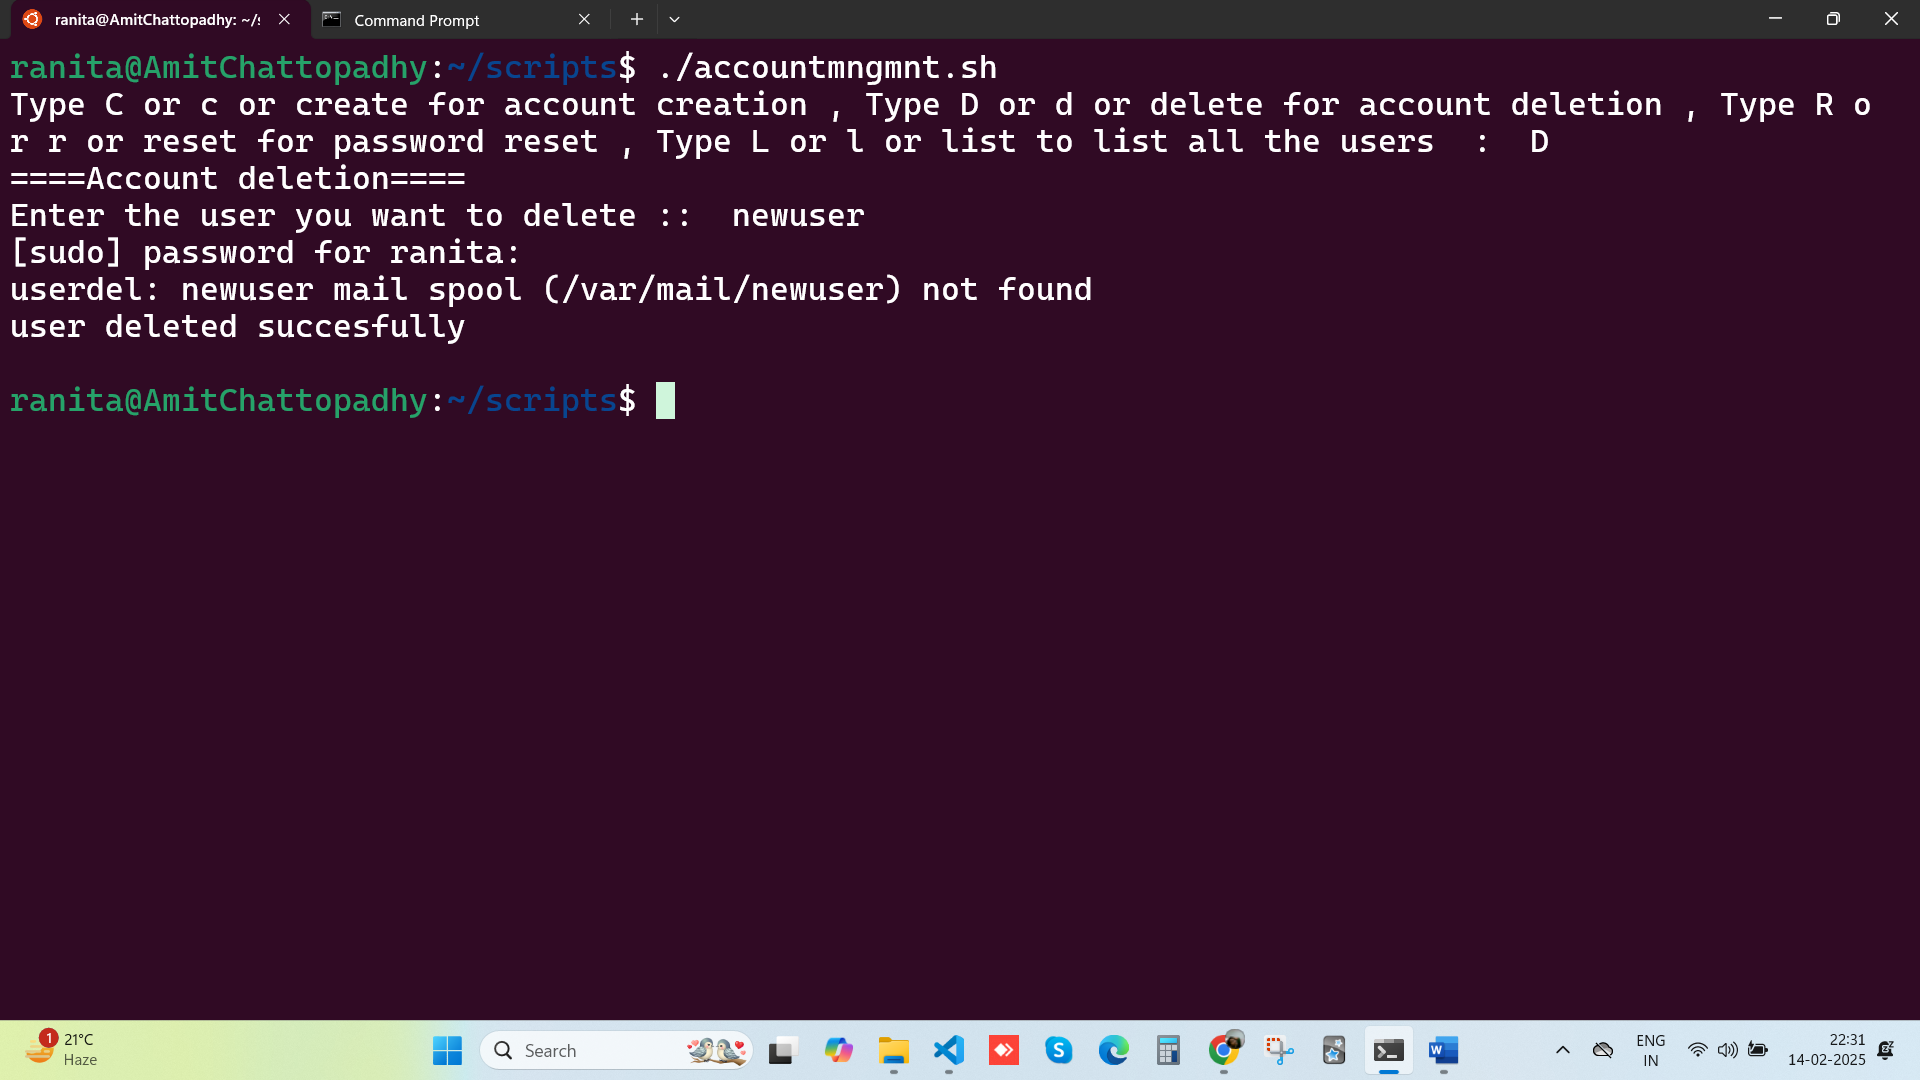 ranita@AmitChattopadhy: ~/s
Command Prompt
ranita@AmitChattopadhy:~/scripts$ ./accountmngmnt.sh
Type C or c or create for account creation , Type D or d or delete for account deletion , Type R o
r r or reset for password reset , Type L or l or list to list all the users  :  D
====Account deletion====
Enter the user you want to delete ::  newuser
[sudo] password for ranita:
userdel: newuser mail spool (/var/mail/newuser) not found
user deleted succesfully
ranita@AmitChattopadhy:~/scripts$
1
21°C
Haze
Search
ENG
IN
22:31
14-02-2025